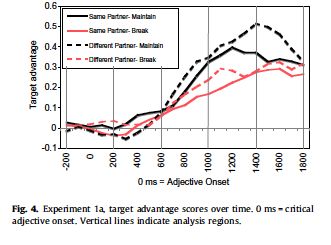 0.6
0.5
0.4
0.3
0.2
0.1
0
-0.1
Target advantage
Same Partner- Maintain
Same Partner- Break
Different Partner- Maintain
Different Partner- Break
-200 0 200 400 600 800 1000 1200 1400 1600 1800
0 ms = Adjective Onset
Fig. 4. Experiment 1a, target advantage scores over time. 0 ms = critical
adjective onset. Vertical lines indicate analysis regions.